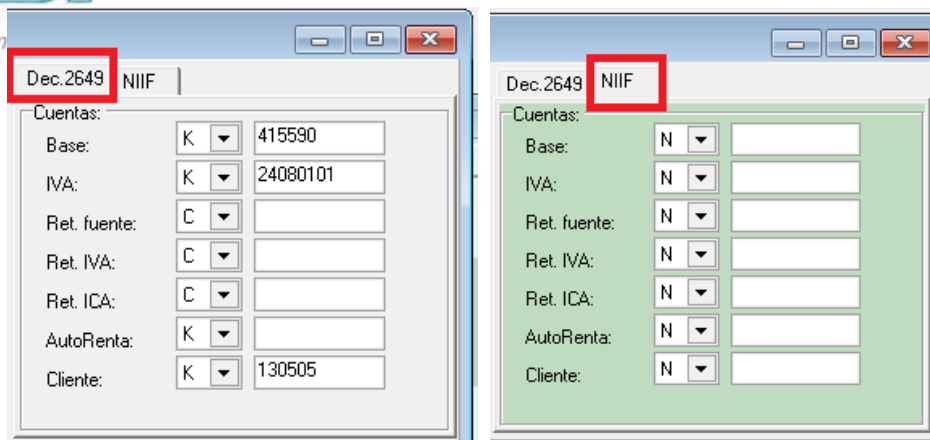 Dec.2649 NIIF
Cuentas:
Base: K 415590
IVA: K 24080101
Ret. fuente: C
Ret. IVA: C
Ret. ICA: C
AutoRenta: K
Cliente: K 130505
Dec.2649 NIIF
Cuentas:
Base: N
IVA: N
Ret. fuente: N
Ret. IVA: N
Ret. ICA: N
AutoRenta: N
Cliente: N